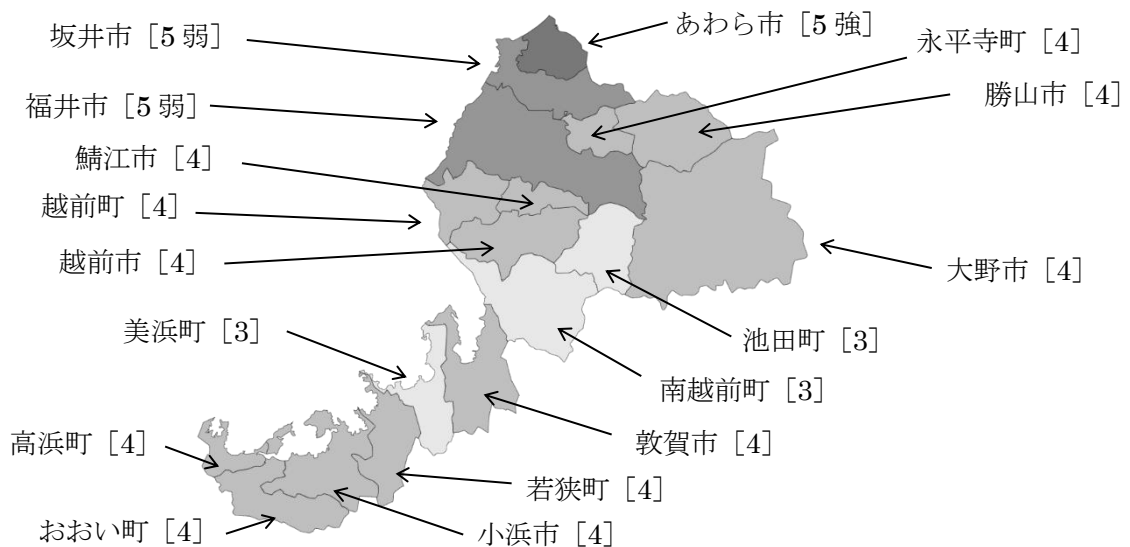 坂井市［5 弱］
あわら市［5 強］
永平寺町［4］
福井市［5 弱］
勝山市［4］
鯖江市［4］
越前町［4］
越前市［4］
大野市［4］
美浜町［3］
池田町［3］
南越前町［3］
高浜町［4］
敦賀市［4］
若狭町［4］
おおい町［4］
小浜市［4］